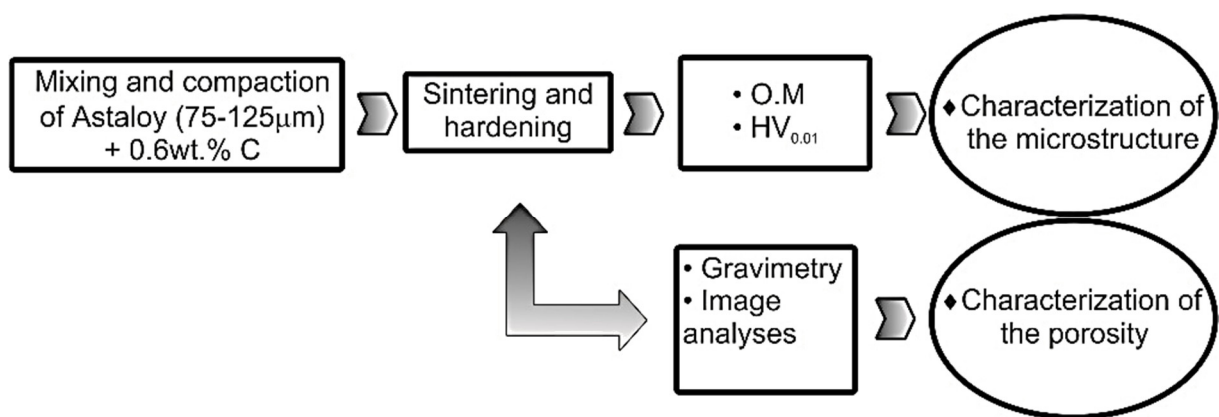 Mixing and compaction
of Astaloy (75-125μm)
+ 0.6wt.% C
Sintering and
hardening
• O.M
• HV0.01
♦Characterization of
the microstructure
• Gravimetry
• Image
analyses
♦Characterization of
the porosity